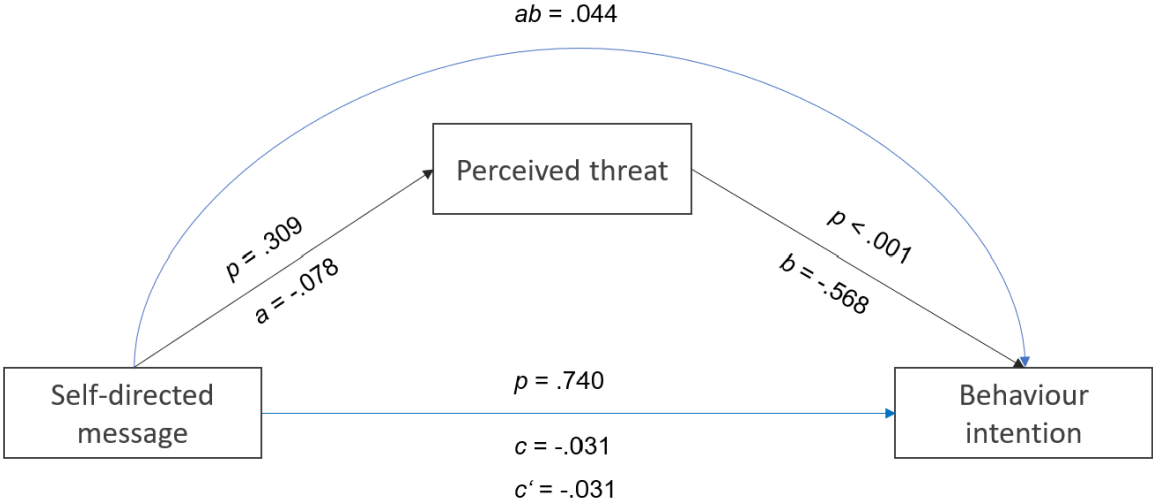 ab = .044
Perceived threat
p = .309
a = -.078
p < .001
b = -.568
Self-directed
message
p = .740
c = -.031
c‘ = -.031
Behaviour
intention